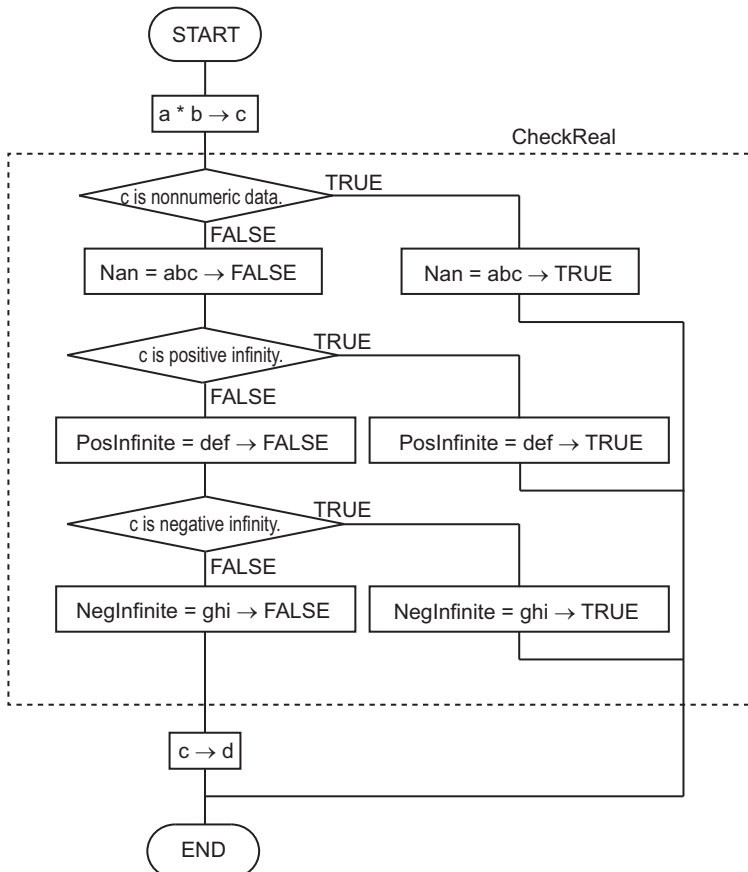 START
a * b → c
CheckReal
c is nonnumeric data.
TRUE
FALSE
Nan = abc → FALSE
Nan = abc → TRUE
c is positive infinity.
TRUE
FALSE
PosInfinite = def → FALSE
PosInfinite = def → TRUE
c is negative infinity.
TRUE
FALSE
NegInfinite = ghi → FALSE
NegInfinite = ghi → TRUE
c → d
END